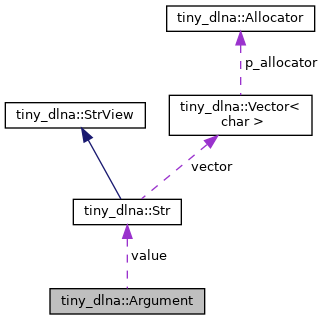 tiny_dlna::Allocator
p_allocator
tiny_dlna::StrView
tiny_dlna::Vector<
char >
vector
tiny_dlna::Str
value
tiny_dlna::Argument